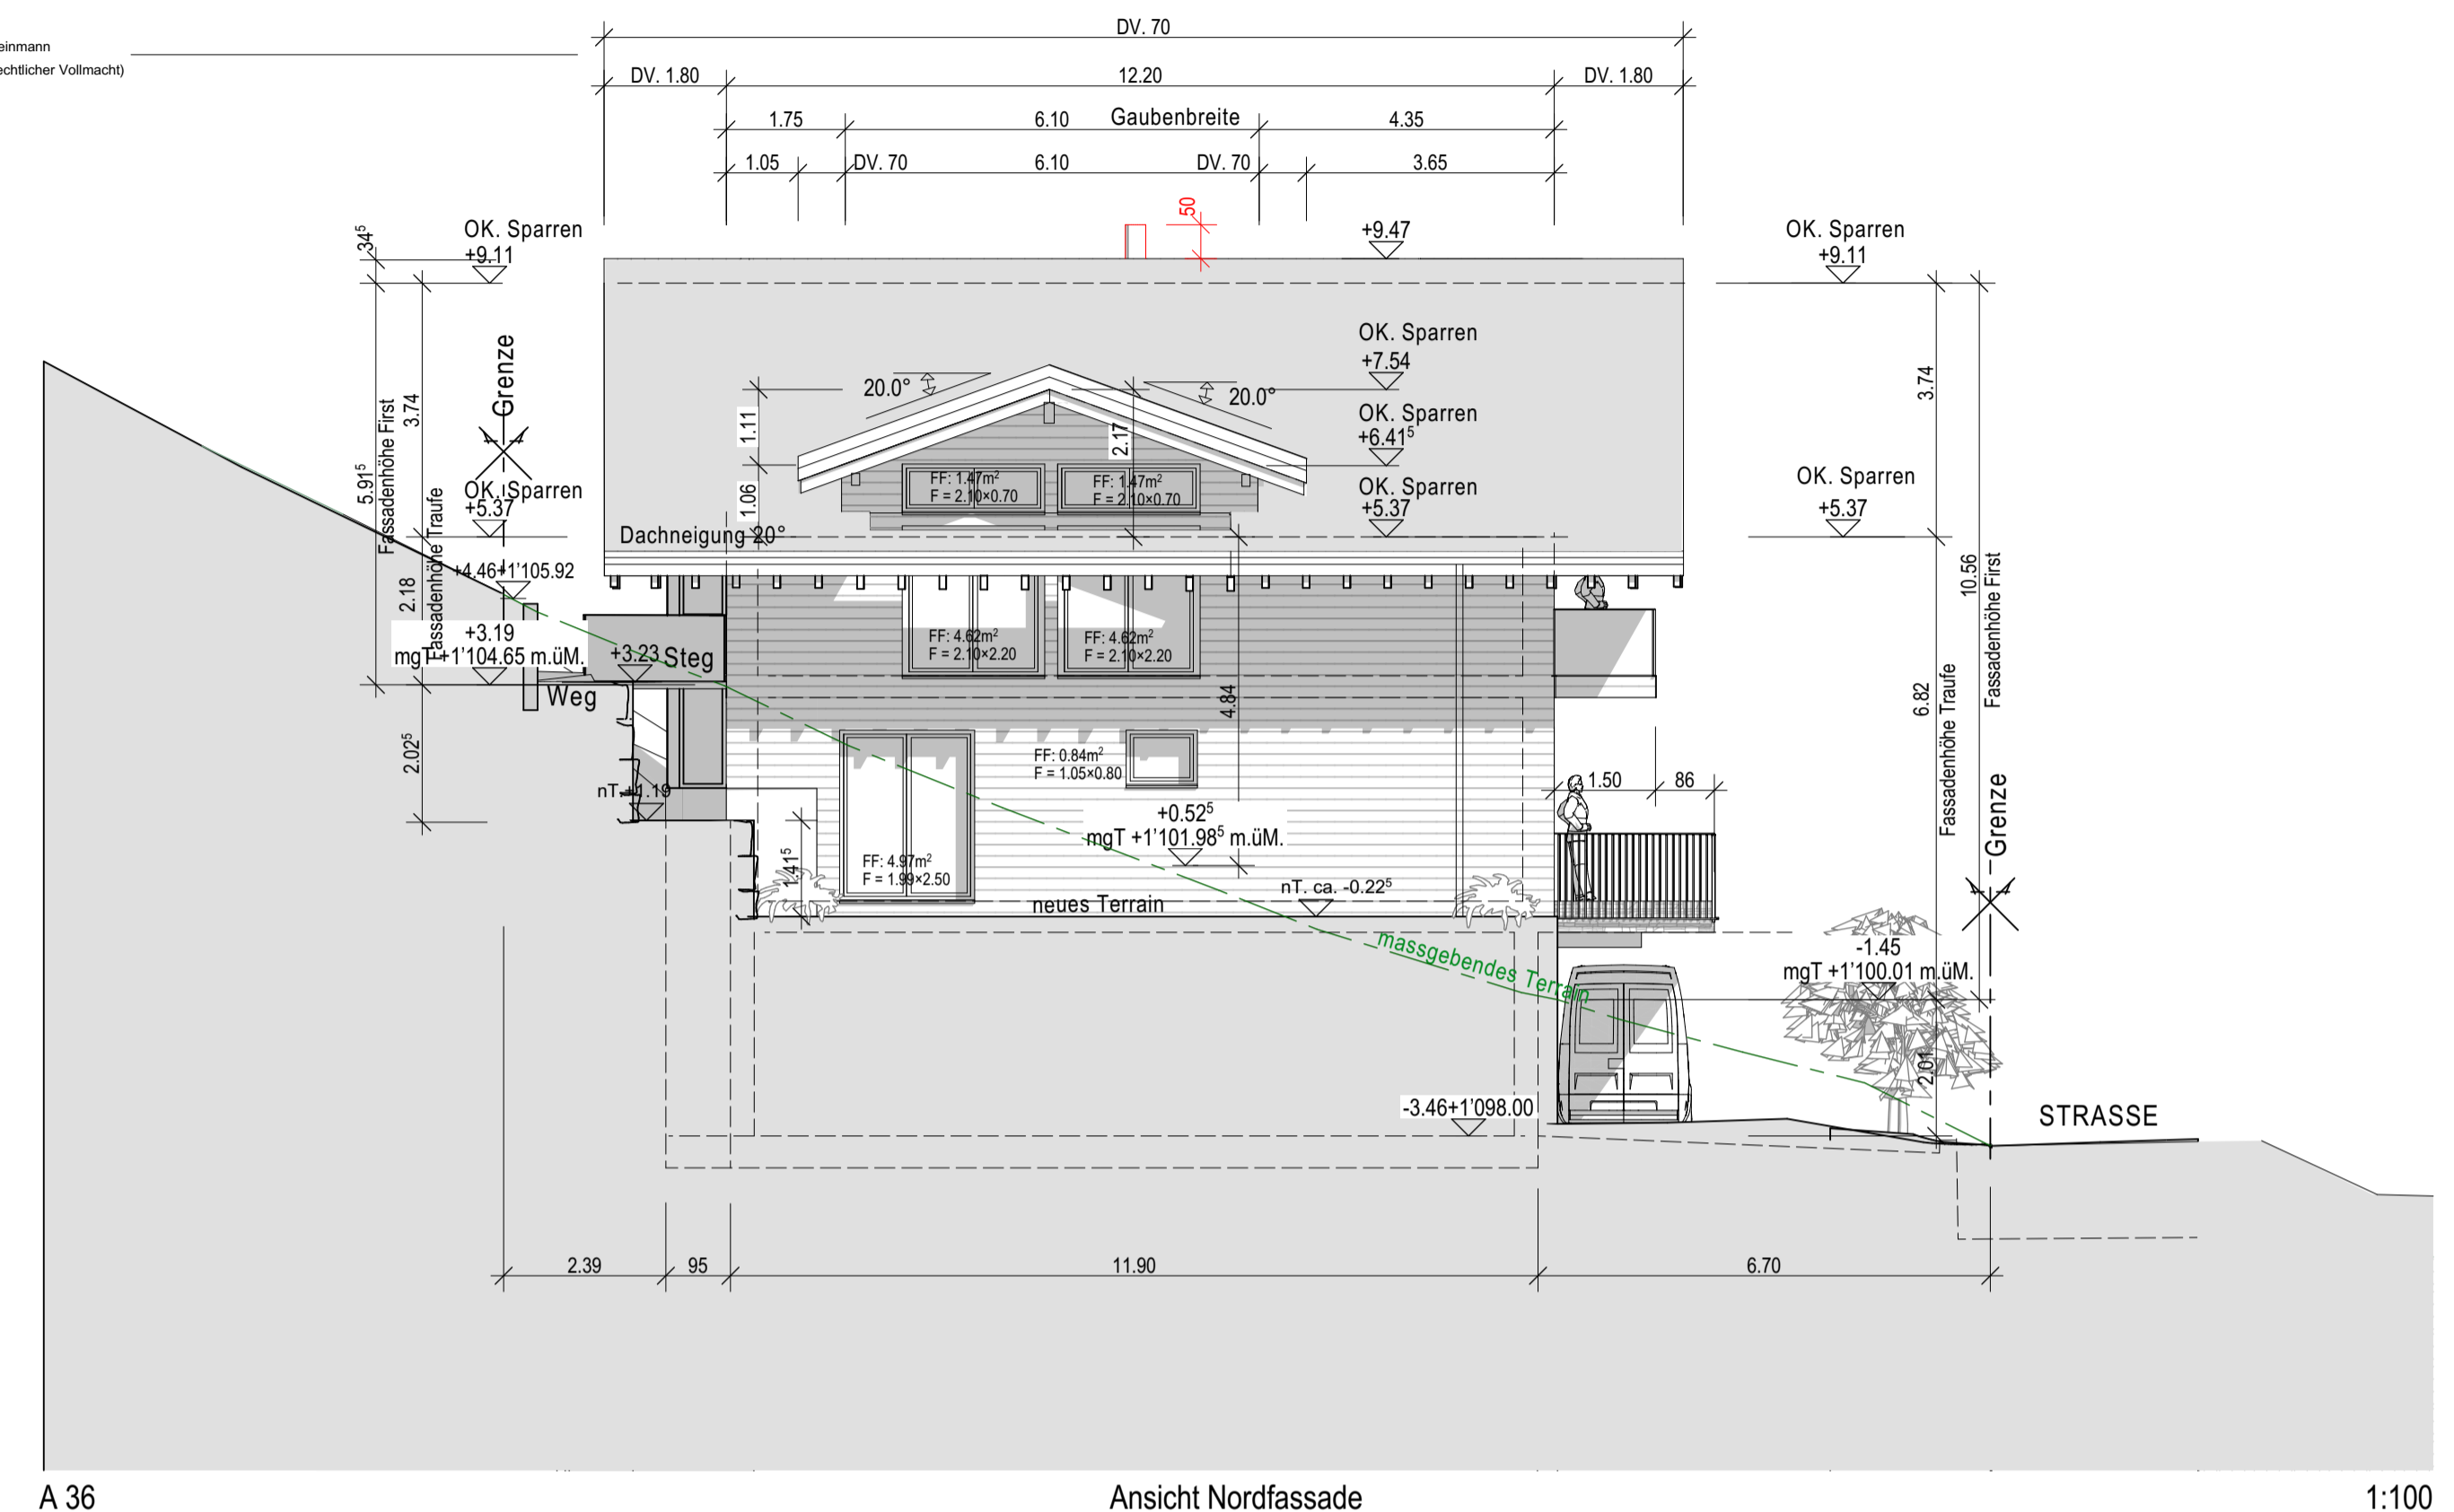 einmann
echtlicher Vollmacht)
DV. 70
DV. 1.80
12.20
DV. 1.80
1.75
6.10
Gaubenbreite
4.35
1.05
DV. 70
6.10
DV. 70
3.65
50
34⁵
OK. Sparren
+9.11
+9.47
OK. Sparren
+9.11
OK. Sparren
+7.54
20.0°
20.0°
Grenze
3.74
Fassadenhöhe First
5.91⁵
1.11
2.17
OK. Sparren
+6.41⁵
3.74
FF: 1.47m²
F = 2.10×0.70
FF: 1.47m²
F = 2.10×0.70
1.06
OK. Sparren
+5.37
OK. Sparren
+5.37
OK. Sparren
+5.37
Dachneigung 20°
Fassadenhöhe Traufe
2.18
+4.46+1'105.92
10.56
Fassadenhöhe First
+3.19
mgT +1'104.65 m.üM.
+3.23 Steg
Weg
FF: 4.62m²
F = 2.10×2.20
FF: 4.62m²
F = 2.10×2.20
4.84
6.82
Fassadenhöhe Traufe
2.02⁵
FF: 0.84m²
F = 1.05×0.80
1.50
86
nT.+1.19
+0.52⁵
mgT +1'101.98⁵ m.üM.
Grenze
1.41⁵
FF: 4.97m²
F = 1.99×2.50
nT. ca. -0.22⁵
neues Terrain
massgebendes Terrain
-1.45
mgT +1'100.01 m.üM.
2.01
-3.46+1'098.00
STRASSE
2.39
95
11.90
6.70
A 36
Ansicht Nordfassade
1:100